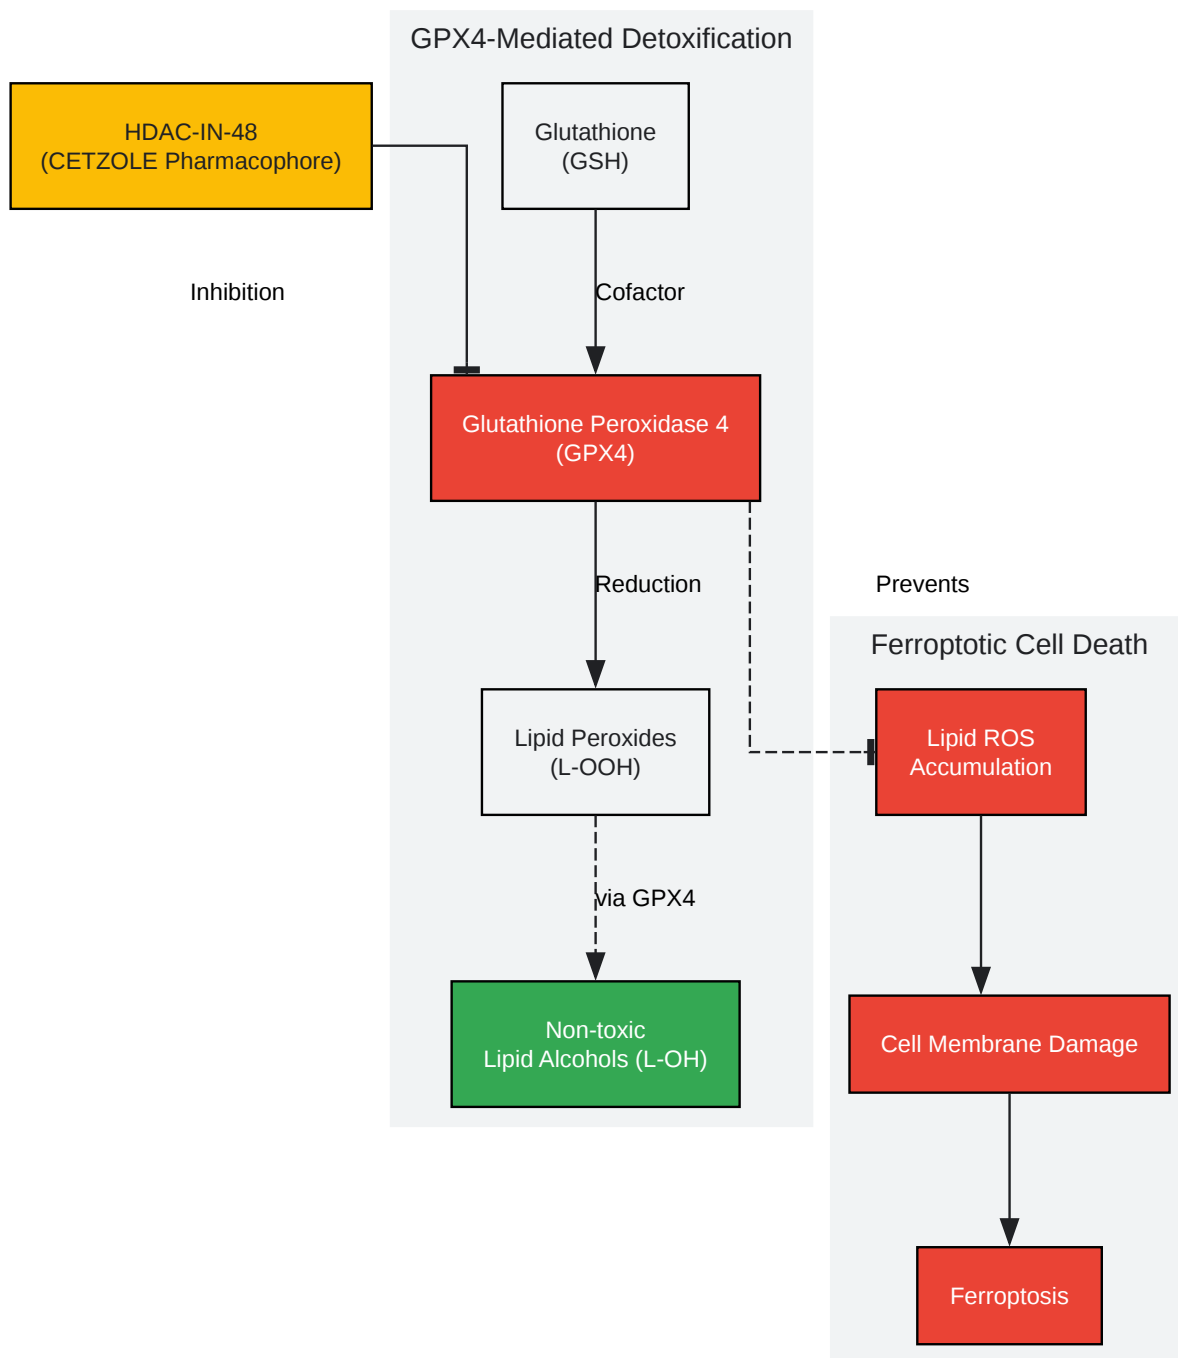 GPX4-Mediated Detoxification
HDAC-IN-48
(CETZOLE Pharmacophore)
Glutathione
(GSH)
Inhibition
Cofactor
Glutathione Peroxidase 4
(GPX4)
Reduction
Prevents
Ferroptotic Cell Death
Lipid Peroxides
(L-OOH)
Lipid ROS
Accumulation
via GPX4
Non-toxic
Lipid Alcohols (L-OH)
Cell Membrane Damage
Ferroptosis